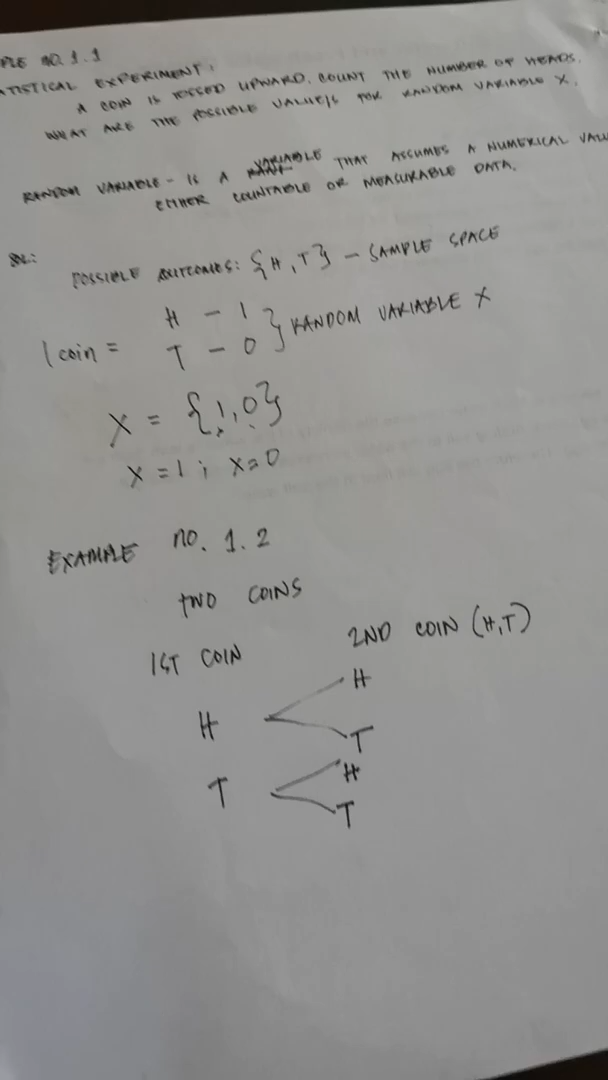 PLE NO. 1.1
ATISTICAL EXPERIMENT:
A COIN IS TOSSED UPWARD. COUNT THE NUMBER OF HEADS.
WHAT ARE THE POSSIBLE VALUE/S FOR RANDOM VARIABLE X.
RANDOM VARIABLE - IS A VARIABLE THAT ASSUMES A NUMERICAL VALU
EITHER COUNTABLE OR MEASURABLE DATA.
POSSIBLE OUTCOMES: {H, T} - SAMPLE SPACE
1 coin = H - 1
T - 0 } RANDOM VARIABLE X
X = {1, 0}
X = 1 ; X = 0
EXAMPLE NO. 1.2
TWO COINS
1ST COIN 2ND COIN (H,T)
H
H
T
T
H
T